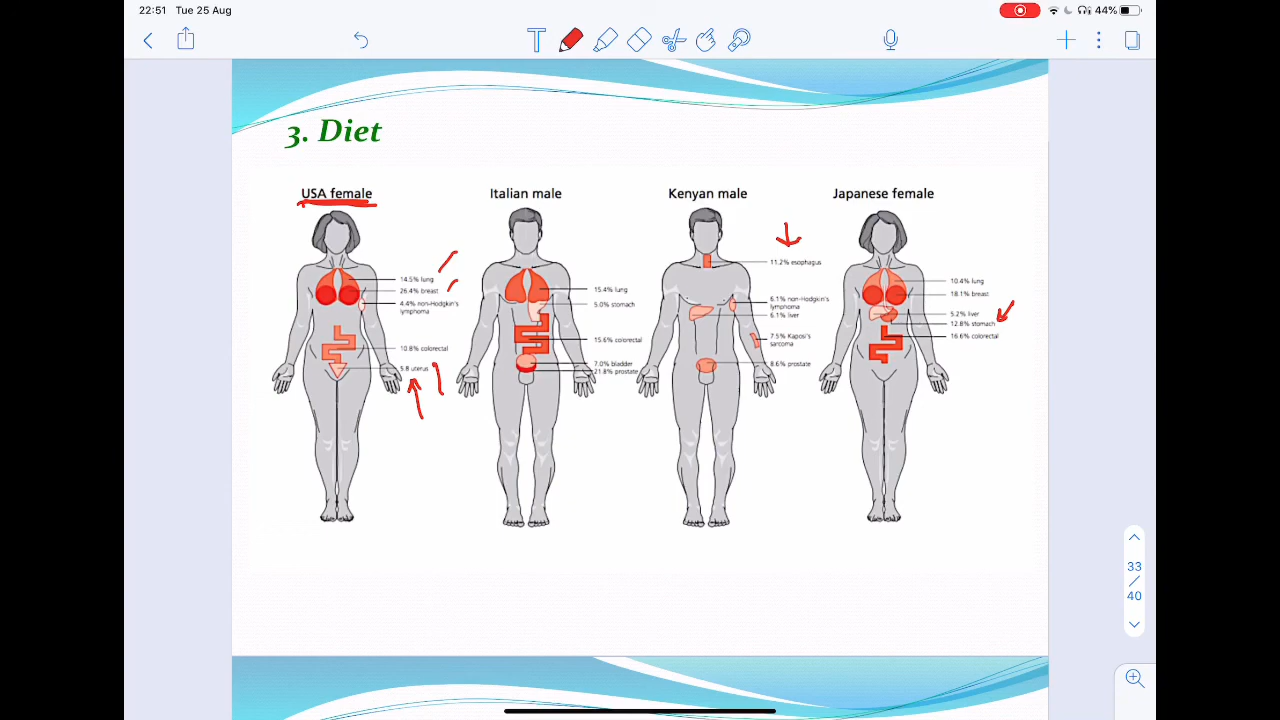 22:51 Tue 25 Aug
44%
T
3. Diet
USA female
14.5% lung
26.4% breast
4.4% non-Hodgkin's
lymphoma
10.8% colorectal
5.8 uterus
Italian male
15.4% lung
5.0% stomach
15.6% colorectal
7.0% bladder
21.8% prostate
Kenyan male
11.2% esophagus
6.1% non-Hodgkin's
lymphoma
6.1% liver
7.5% Kaposi's
sarcoma
8.6% prostate
Japanese female
10.4% lung
18.1% breast
5.2% liver
12.8% stomach
16.6% colorectal
33
/
40